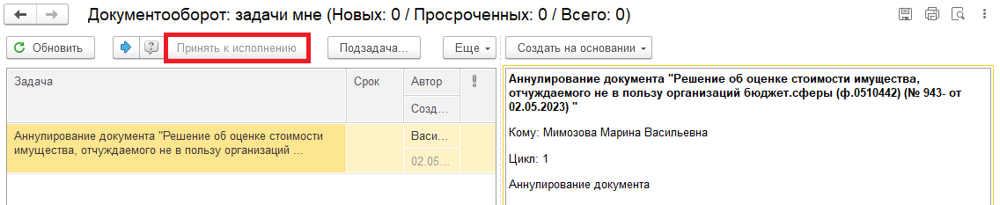 Документооборот: задачи мне (Новых: 0 / Просроченных: 0 / Всего: 0)
Обновить Принять к исполнению Подзадача... Еще Создать на основании
Задача Срок Автор
Созд...
Аннулирование документа "Решение об оценке стоимости
имущества, отчуждаемого не в пользу организаций ...
Васи...
02.05...
Аннулирование документа "Решение об оценке стоимости имущества,
отчуждаемого не в пользу организаций бюджет.сферы (ф.0510442) (№ 943- от
02.05.2023) "
Кому: Мимозова Марина Васильевна
Цикл: 1
Аннулирование документа